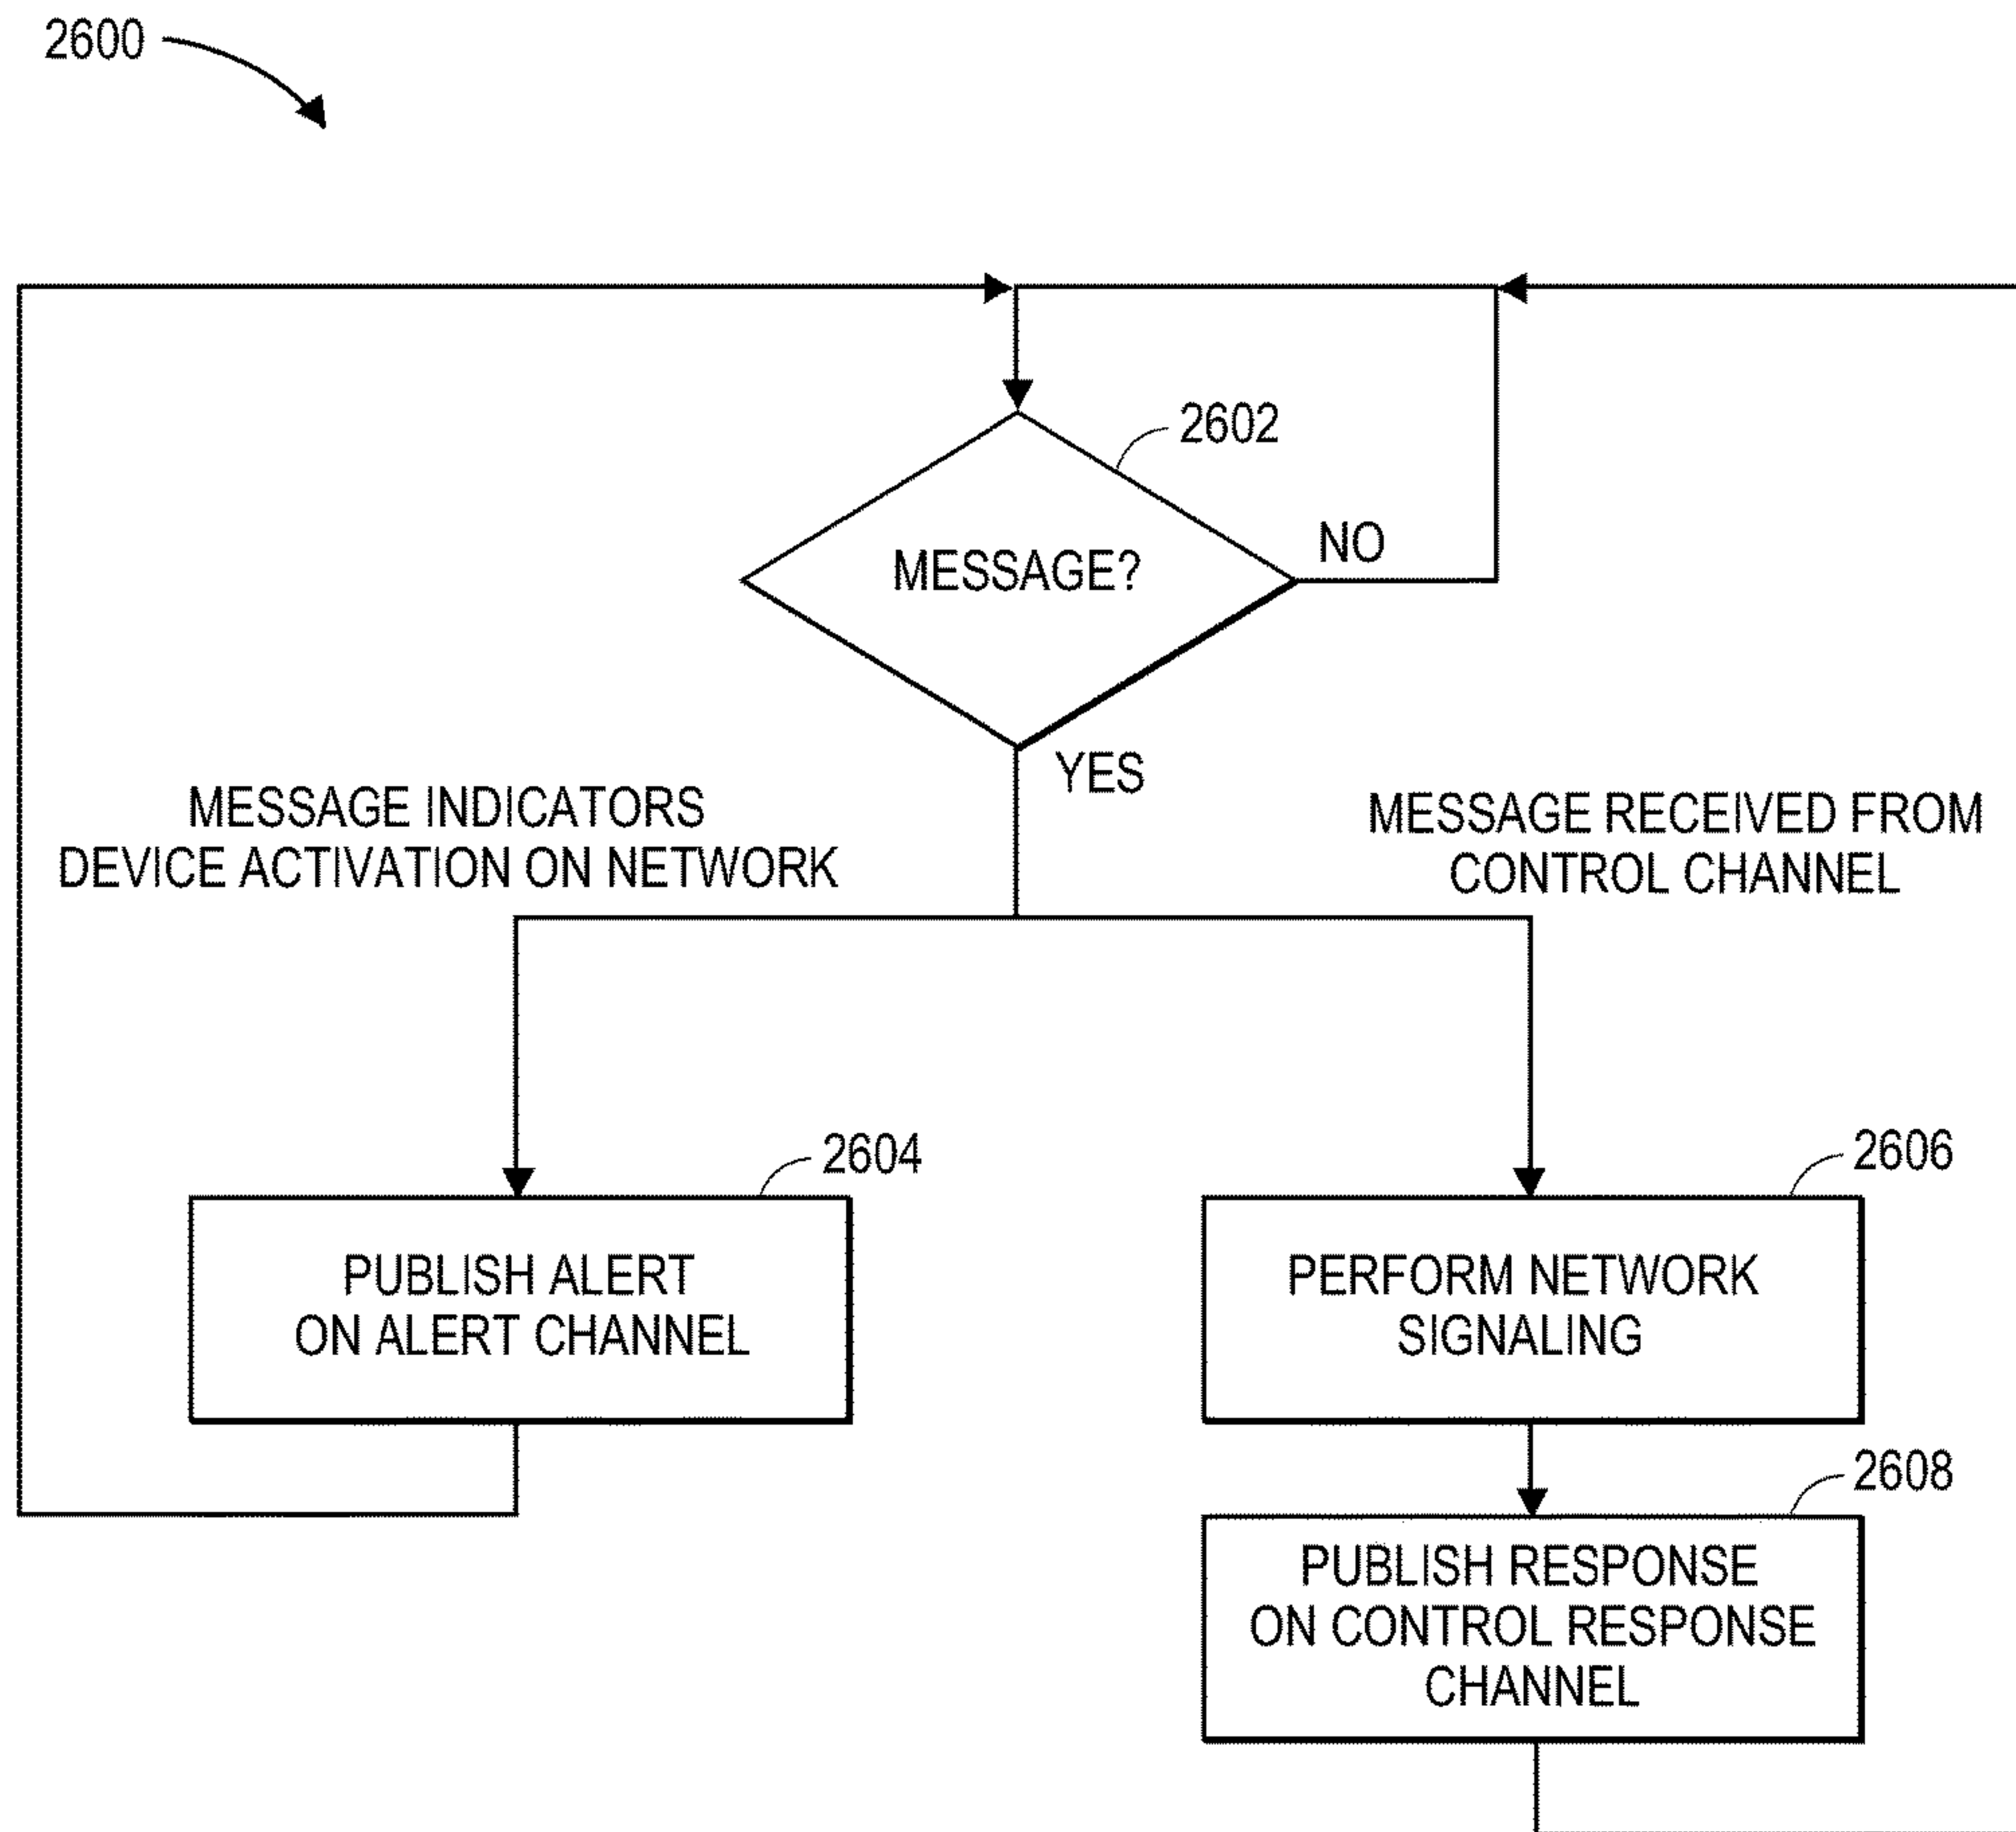 2600
2602
MESSAGE?
NO
YES
MESSAGE INDICATORS
DEVICE ACTIVATION ON NETWORK
MESSAGE RECEIVED FROM
CONTROL CHANNEL
2604
PUBLISH ALERT
ON ALERT CHANNEL
2606
PERFORM NETWORK
SIGNALING
2608
PUBLISH RESPONSE
ON CONTROL RESPONSE
CHANNEL